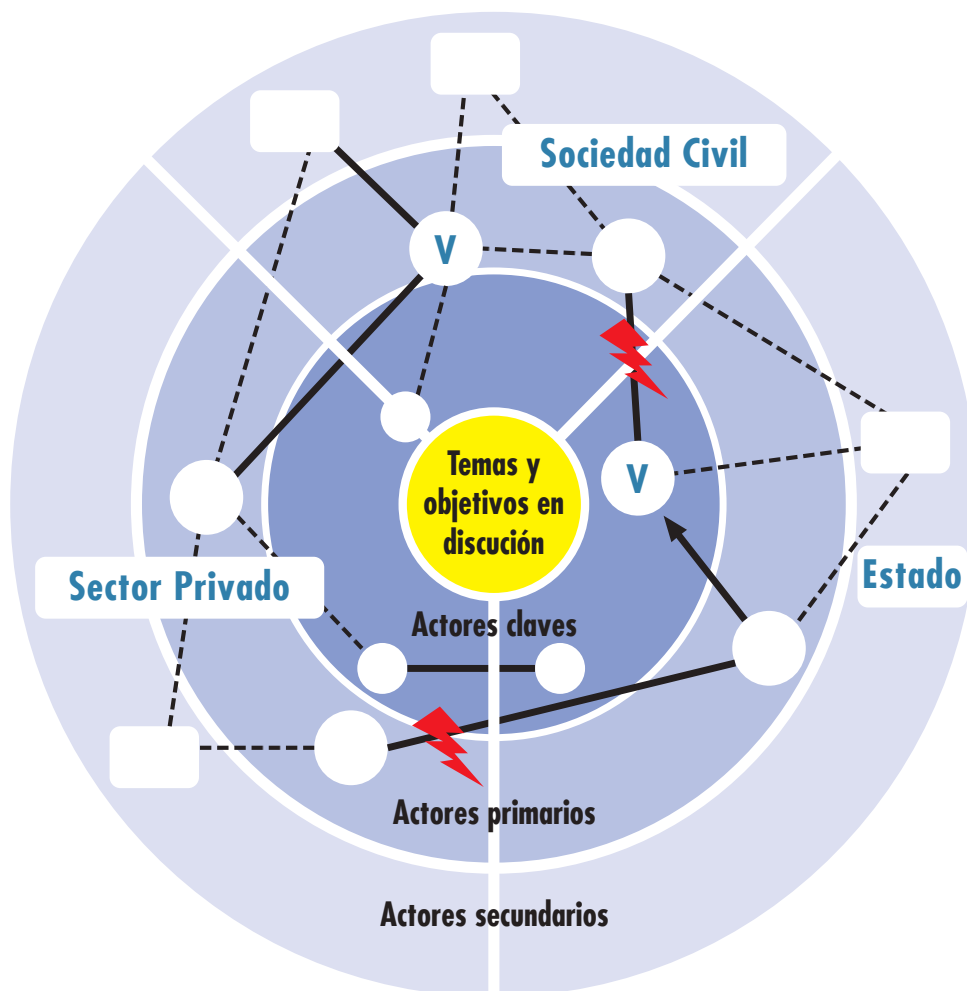 Sociedad Civil
V
V
Temas y
objetivos en
discución
Sector Privado
Estado
Actores claves
Actores primarios
Actores secundarios